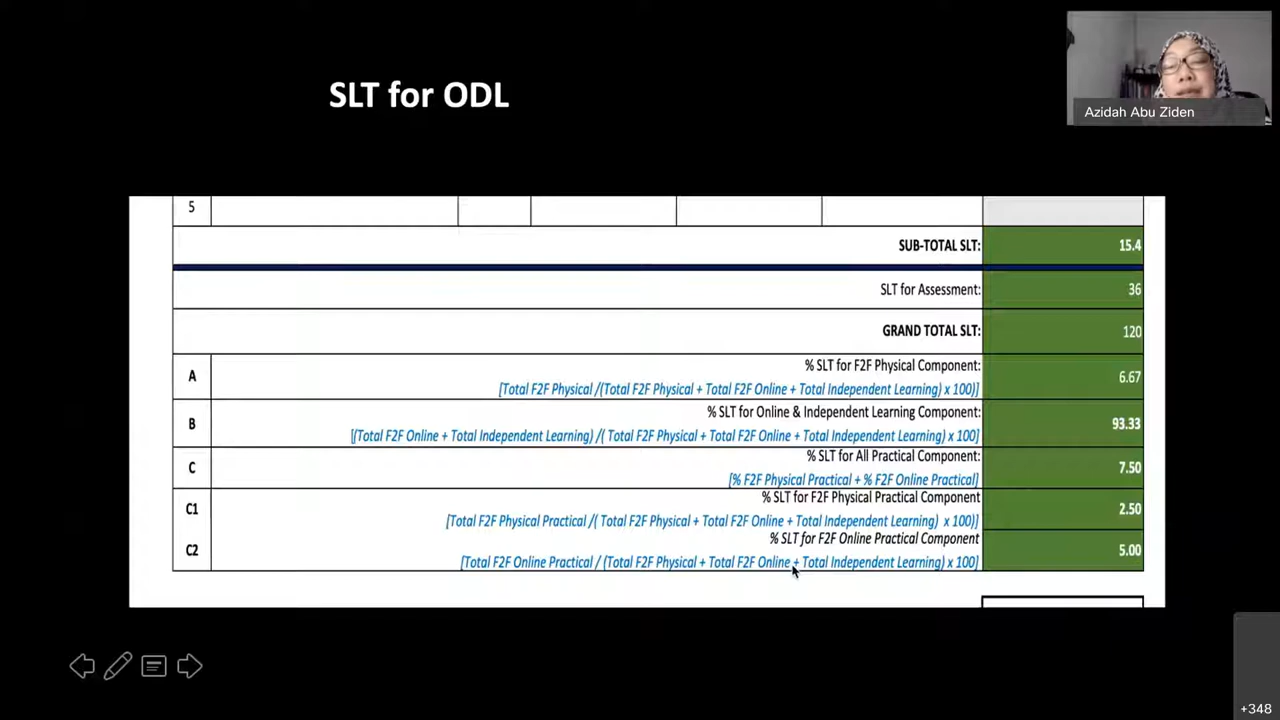 SLT for ODL
Azidah Abu Ziden
5
SUB-TOTAL SLT: 15.4
SLT for Assessment: 36
GRAND TOTAL SLT: 120
A % SLT for F2F Physical Component: 6.67
[Total F2F Physical /(Total F2F Physical + Total F2F Online + Total Independent Learning) x 100)]
B % SLT for Online & Independent Learning Component: 93.33
[(Total F2F Online + Total Independent Learning) /( Total F2F Physical + Total F2F Online + Total Independent Learning) x 100]
C % SLT for All Practical Component: 7.50
[% F2F Physical Practical + % F2F Online Practical]
C1 % SLT for F2F Physical Practical Component 2.50
[Total F2F Physical Practical /( Total F2F Physical + Total F2F Online + Total Independent Learning) x 100)]
C2 % SLT for F2F Online Practical Component 5.00
[Total F2F Online Practical / (Total F2F Physical + Total F2F Online + Total Independent Learning) x 100]
+348